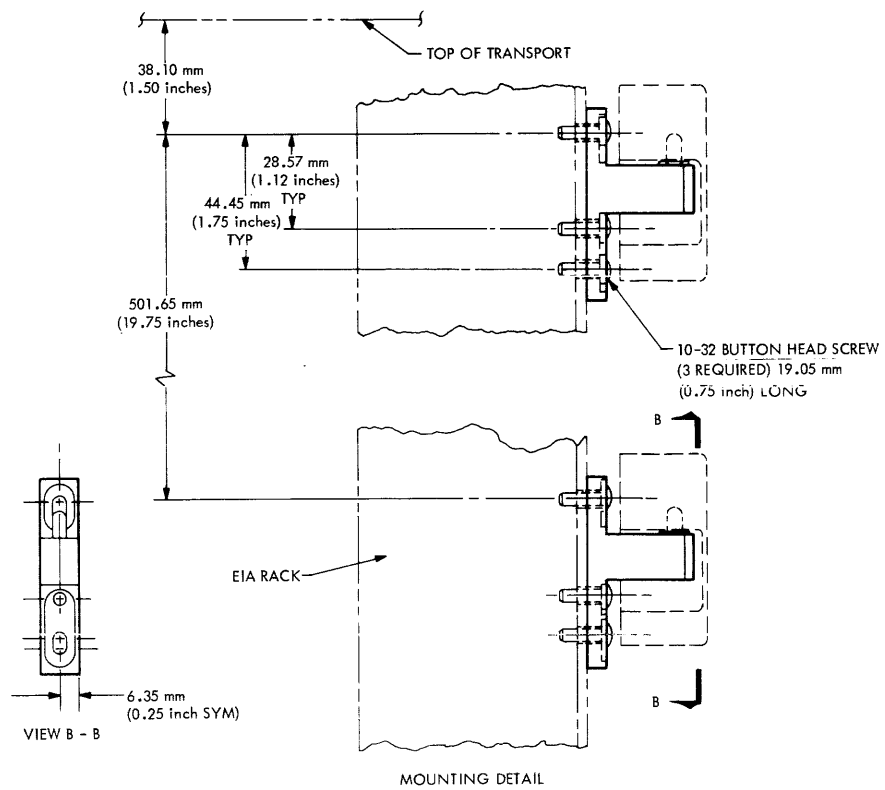 TOP OF TRANSPORT
38.10 mm
(1.50 inches)
28.57 mm
(1.12 inches)
TYP
44.45 mm
(1.75 inches)
TYP
501.65 mm
(19.75 inches)
10-32 BUTTON HEAD SCREW
(3 REQUIRED) 19.05 mm
(0.75 inch) LONG
B
EIA RACK
6.35 mm
(0.25 inch SYM)
B
VIEW B - B
MOUNTING DETAIL